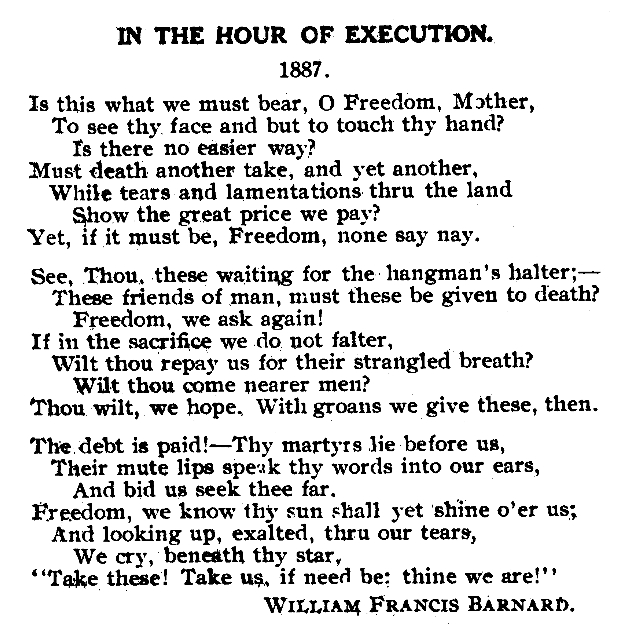 IN THE HOUR OF EXECUTION.
1887.
Is this what we must bear, O Freedom, Mother,
To see thy face and but to touch thy hand?
Is there no easier way?
Must death another take, and yet another,
While tears and lamentations thru the land
Show the great price we pay?
Yet, if it must be, Freedom, none say nay.
See, Thou, these waiting for the hangman's halter;—
These friends of man, must these be given to death?
Freedom, we ask again!
If in the sacrifice we do not falter,
Wilt thou repay us for their strangled breath?
Wilt thou come nearer men?
Thou wilt, we hope. With groans we give these, then.
The debt is paid!—Thy martyrs lie before us,
Their mute lips speak thy words into our ears,
And bid us seek thee far.
Freedom, we know thy sun shall yet shine o'er us;
And looking up, exalted, thru our tears,
We cry, beneath thy star,
"Take these! Take us, if need be; thine we are!"
WILLIAM FRANCIS BARNARD.